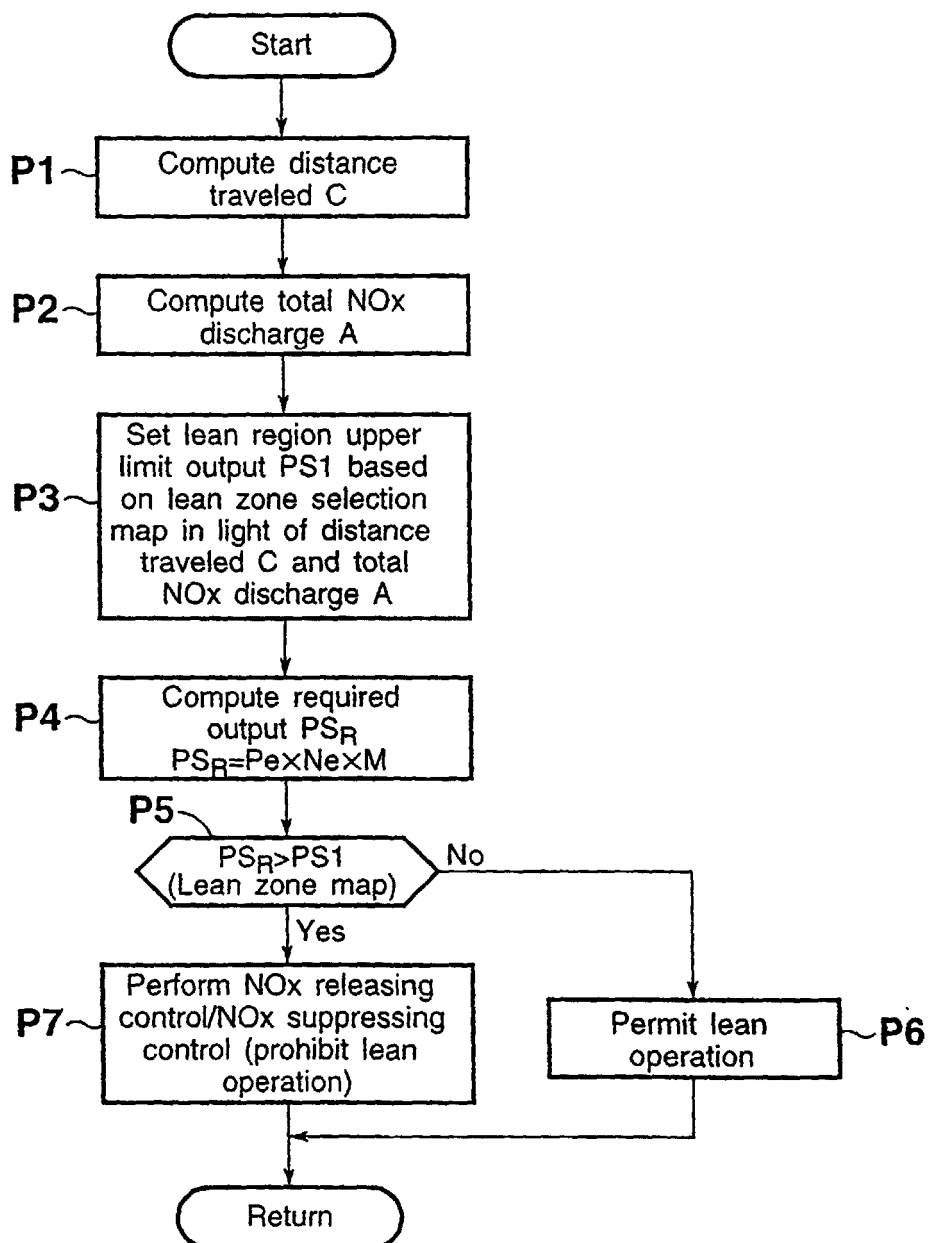 Start
P1
Compute distance
traveled C
P2
Compute total NOx
discharge A
P3
Set lean region upper
limit output PS1 based
on lean zone selection
map in light of distance
traveled C and total
NOx discharge A
P4
Compute required
output PSR
PSR=Pe×Ne×M
P5
PSR>PS1
(Lean zone map)
No
Yes
P7
Perform NOx releasing
control/NOx suppressing
control (prohibit lean
operation)
Permit lean
operation
P6
Return